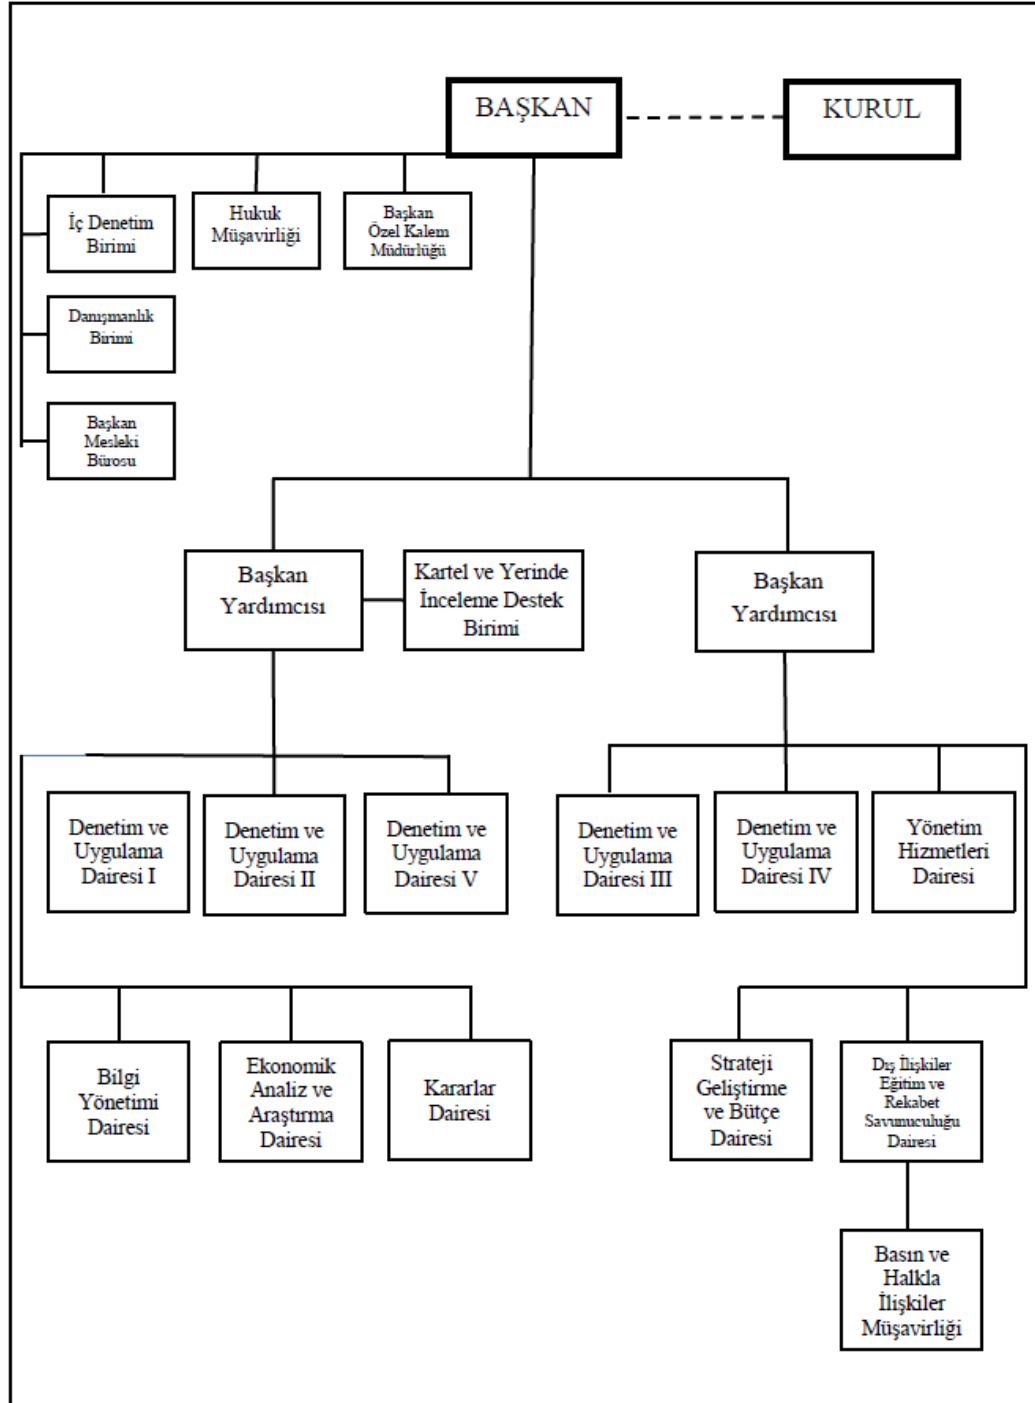 BAŞKAN
KURUL
İç Denetim
Birimi
Hukuk
Müşavirliği
Başkan
Özel Kalem
Müdürlüğü
Danışmanlık
Birimi
Başkan
Mesleki
Bürosu
Başkan
Yardımcısı
Kartel ve Yerinde
İnceleme Destek
Birimi
Başkan
Yardımcısı
Denetim ve
Uygulama
Dairesi I
Denetim ve
Uygulama
Dairesi II
Denetim ve
Uygulama
Dairesi V
Denetim ve
Uygulama
Dairesi III
Denetim ve
Uygulama
Dairesi IV
Yönetim
Hizmetleri
Dairesi
Bilgi
Yönetimi
Dairesi
Ekonomik
Analiz ve
Araştırma
Dairesi
Kararlar
Dairesi
Strateji
Geliştirme
ve Bütçe
Dairesi
Dış İlişkiler
Eğitim ve
Rekabet
Savunuculuğu
Dairesi
Basın ve
Halkla
İlişkiler
Müşavirliği